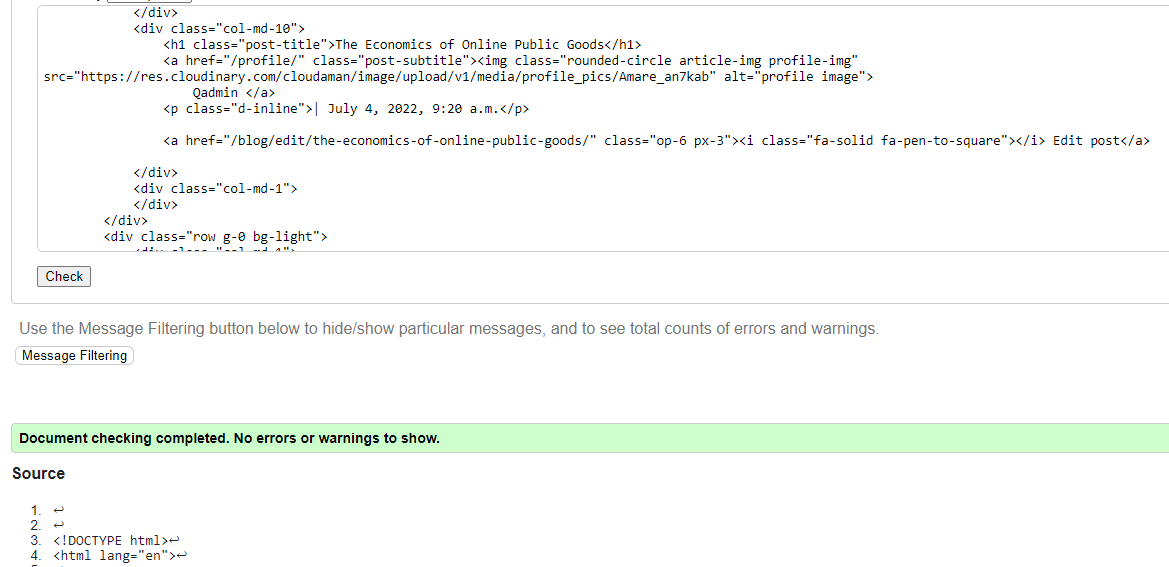 </div>
<div class="col-md-10">
<h1 class="post-title">The Economics of Online Public Goods</h1>
<a href="/profile/" class="post-subtitle"><img class="rounded-circle article-img profile-img"
src="https://res.cloudinary.com/cloudaman/image/upload/v1/media/profile_pics/Amare_an7kab" alt="profile image">
Qadmin </a>
<p class="d-inline">| July 4, 2022, 9:20 a.m.</p>
<a href="/blog/edit/the-economics-of-online-public-goods/" class="op-6 px-3"><i class="fa-solid fa-pen-to-square"></i> Edit post</a>
</div>
<div class="col-md-1">
</div>
</div>
<div class="row g-0 bg-light">
Check
Use the Message Filtering button below to hide/show particular messages, and to see total counts of errors and warnings.
Message Filtering
Document checking completed. No errors or warnings to show.
Source
1. ↩
2. ↩
3. <!DOCTYPE html>↩
4. <html lang="en">↩